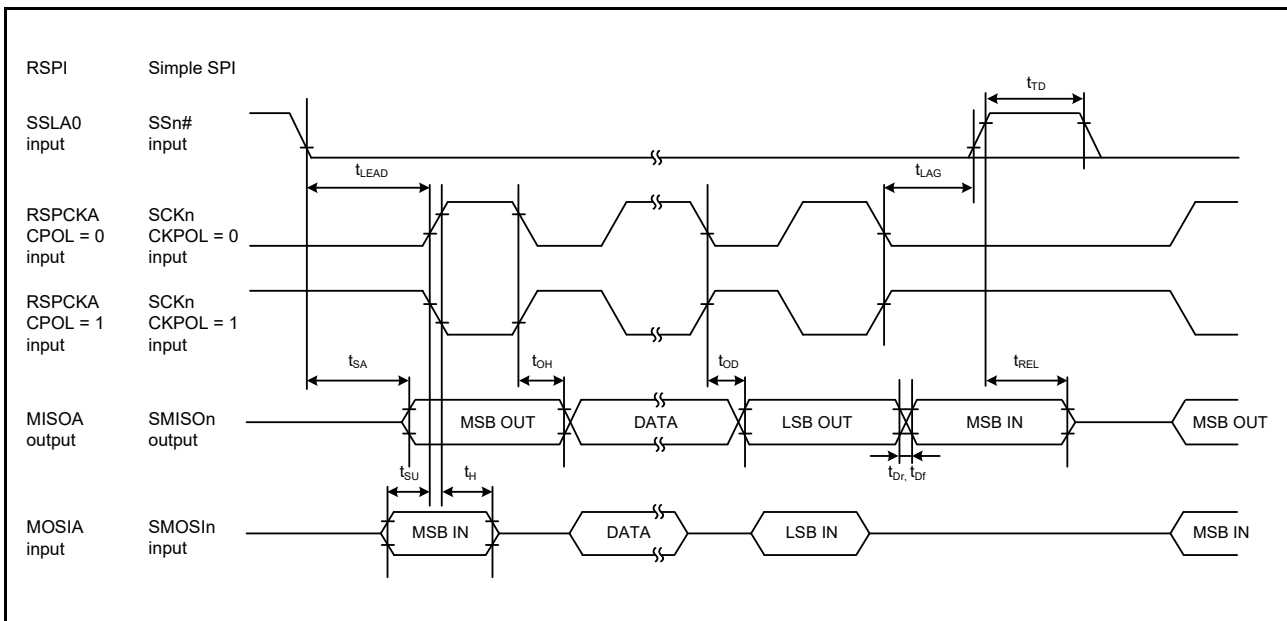 RSPI Simple SPI
tTD
SSLA0 SSn#
input input
tLEAD tLAG
RSPCKA SCKn
CPOL = 0 CKPOL = 0
input input
RSPCKA SCKn
CPOL = 1 CKPOL = 1
input input
tSA tOH tOD tREL
MISOA SMISOn MSB OUT DATA LSB OUT MSB IN MSB OUT
output output
tSU tH tDr, tDf
MOSIA SMOSIn MSB IN DATA LSB IN MSB IN
input input